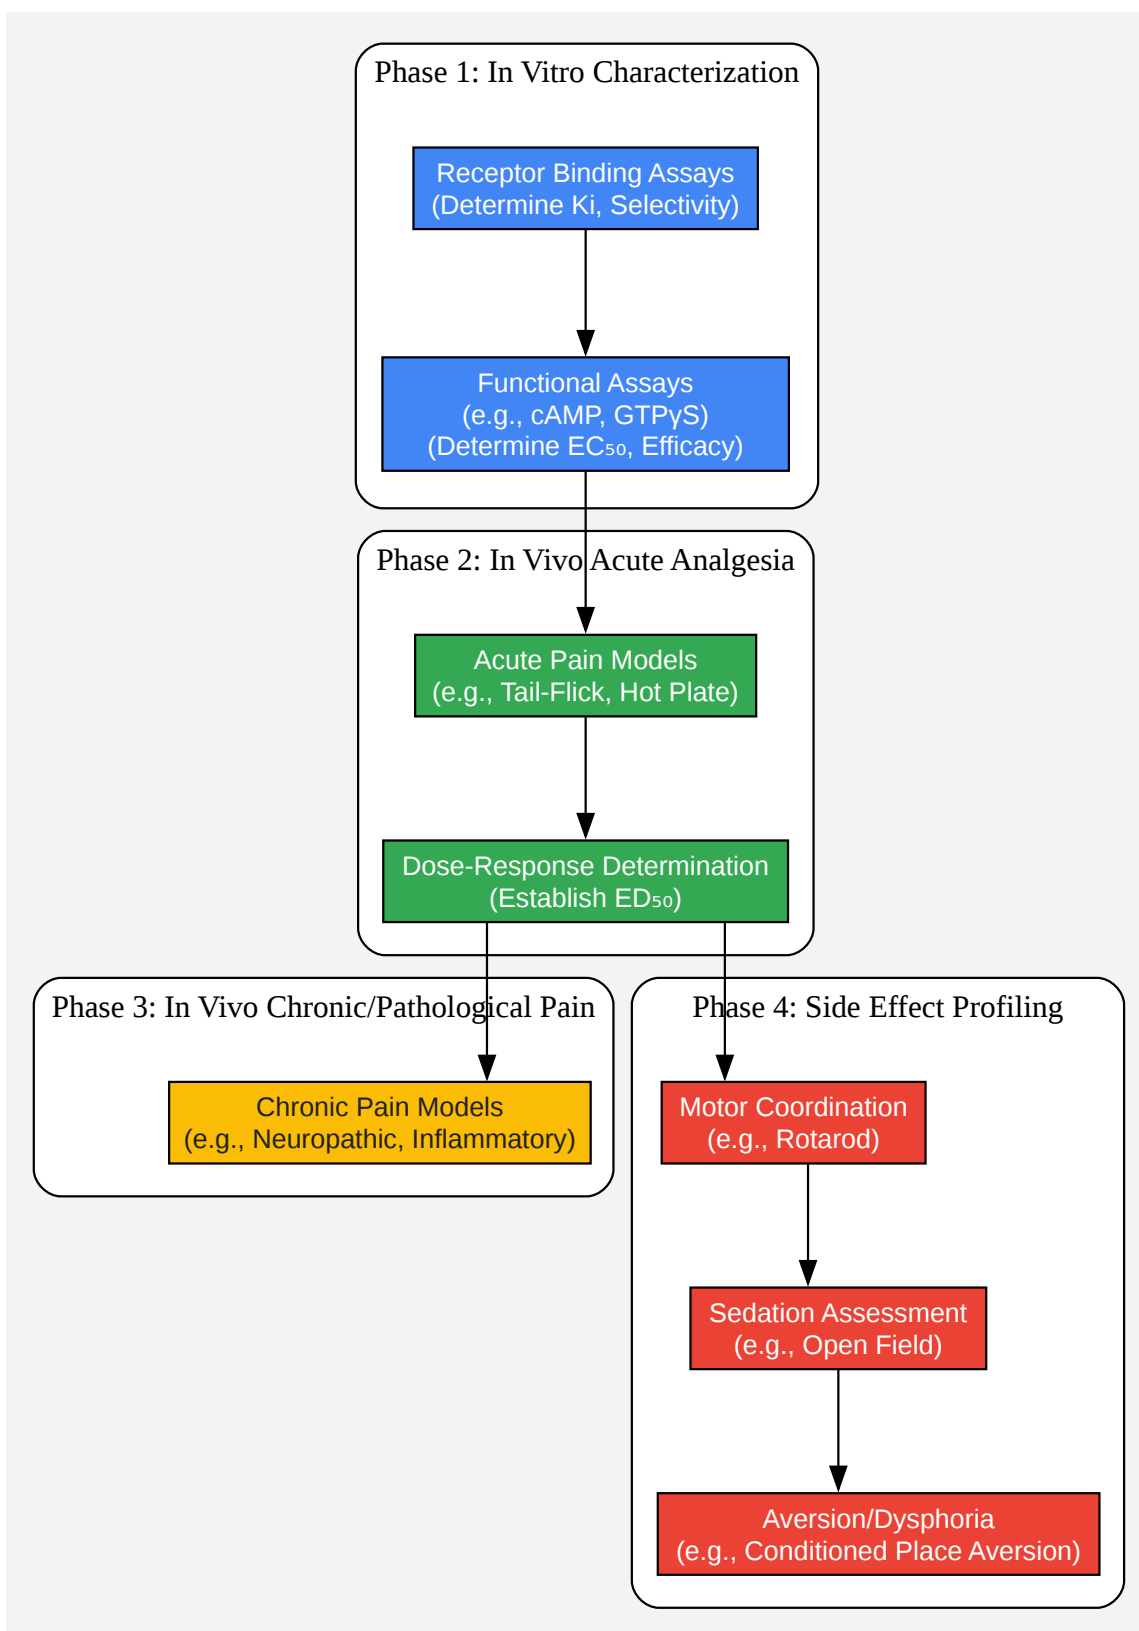 Phase 1: In Vitro Characterization
Receptor Binding Assays
(Determine Ki, Selectivity)
Functional Assays
(e.g., cAMP, GTPγS)
(Determine EC₅₀, Efficacy)
Phase 2: In Vivo Acute Analgesia
Acute Pain Models
(e.g., Tail-Flick, Hot Plate)
Dose-Response Determination
(Establish ED₅₀)
Phase 3: In Vivo Chronic/Pathological Pain
Chronic Pain Models
(e.g., Neuropathic, Inflammatory)
Phase 4: Side Effect Profiling
Motor Coordination
(e.g., Rotarod)
Sedation Assessment
(e.g., Open Field)
Aversion/Dysphoria
(e.g., Conditioned Place Aversion)